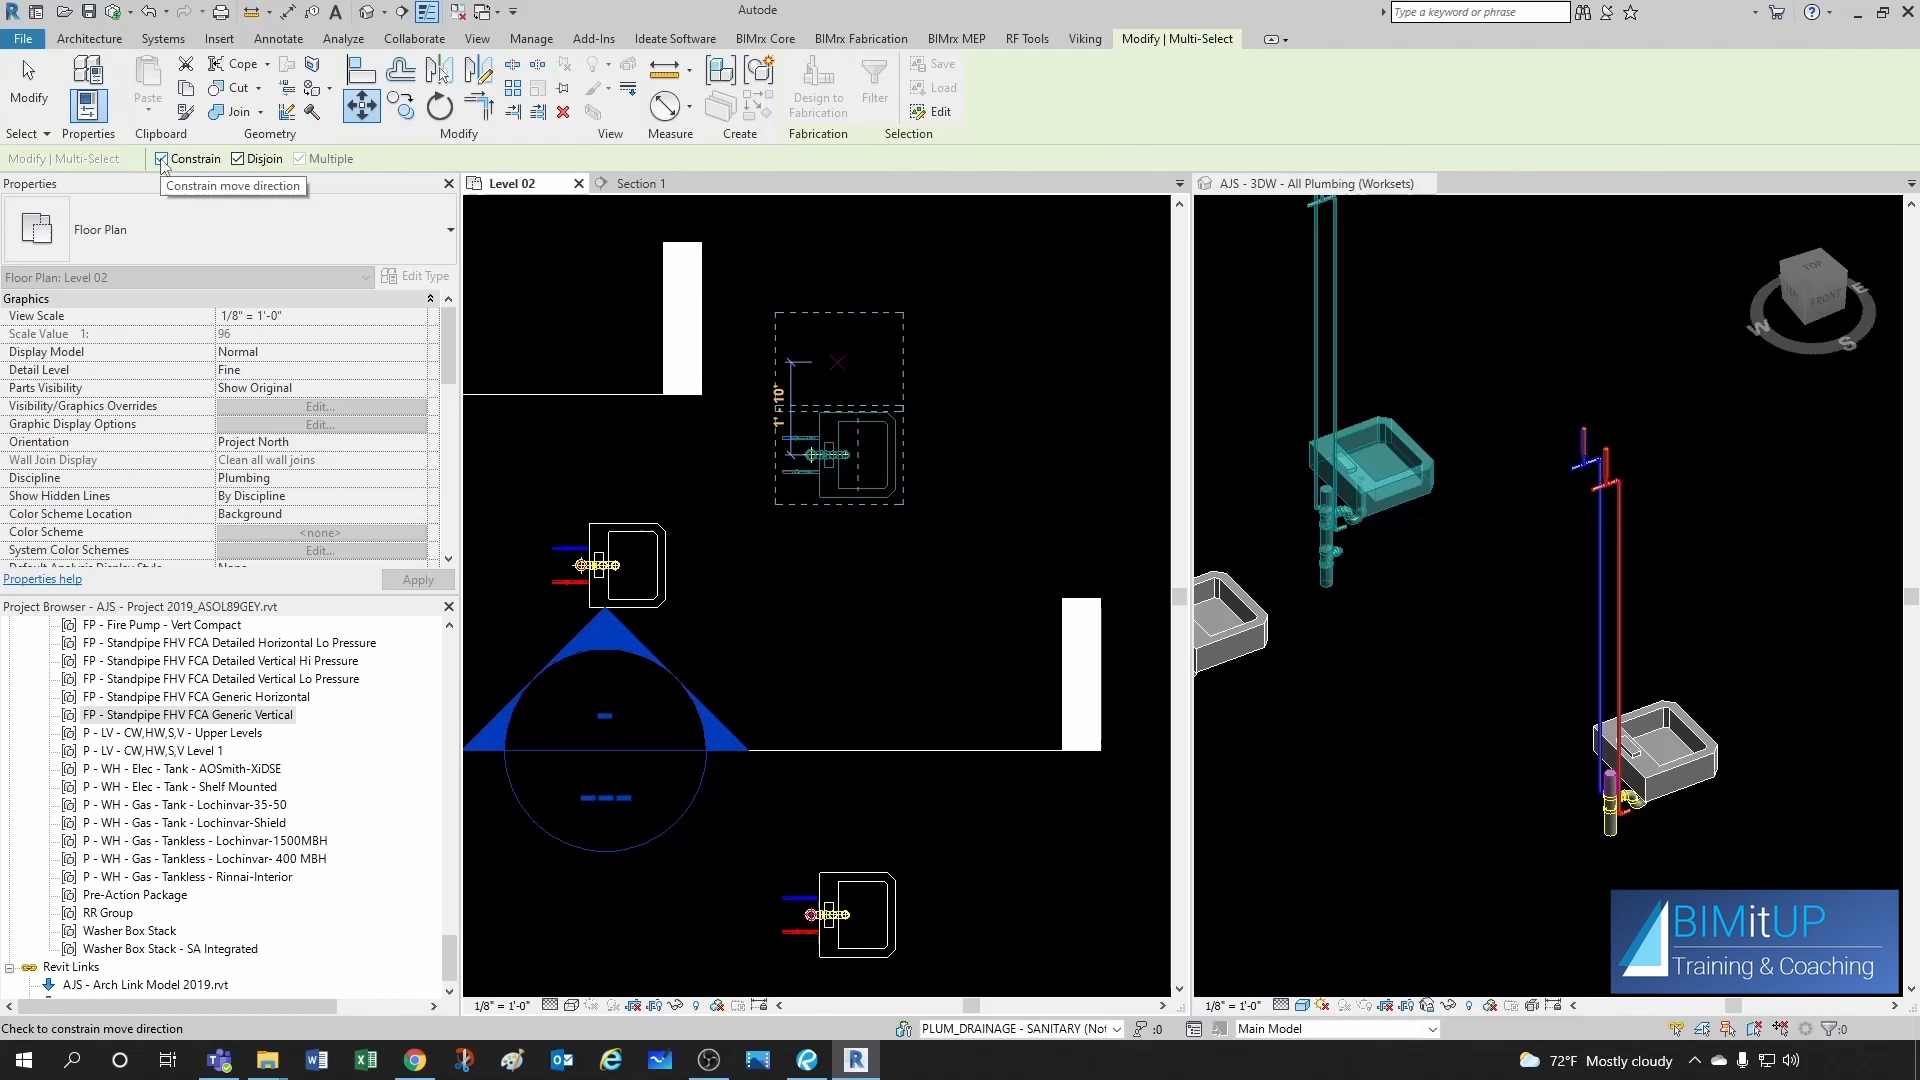 Autode
Type a keyword or phrase
File Architecture Systems Insert Annotate Analyze Collaborate View Manage Add-Ins Ideate Software BIMrx Core BIMrx Fabrication BIMrx MEP RF Tools Viking Modify | Multi-Select
Cope Save
Cut Load
Modify Paste Design to Filter
Join Fabrication Edit
Select Properties Clipboard Geometry Modify View Measure Create Fabrication Selection
Modify | Multi-Select Constrain Disjoin Multiple
Constrain move direction
Properties Level 02 Section 1 AJS - 3DW - All Plumbing (Worksets)
Floor Plan
Floor Plan: Level 02 Edit Type
Graphics
View Scale 1/8" = 1'-0"
Scale Value 1: 96
Display Model Normal
Detail Level Fine
Parts Visibility Show Original
Visibility/Graphics Overrides Edit...
Graphic Display Options Edit...
Orientation Project North
Wall Join Display Clean all wall joins
Discipline Plumbing
Show Hidden Lines By Discipline
Color Scheme Location Background
Color Scheme <none>
System Color Schemes Edit...
Properties help Apply
Project Browser - AJS - Project 2019_ASOL89GEY.rvt
FP - Fire Pump - Vert Compact
FP - Standpipe FHV FCA Detailed Horizontal Lo Pressure
FP - Standpipe FHV FCA Detailed Vertical Hi Pressure
FP - Standpipe FHV FCA Detailed Vertical Lo Pressure
FP - Standpipe FHV FCA Generic Horizontal
FP - Standpipe FHV FCA Generic Vertical
P - LV - CW,HW,S,V - Upper Levels
P - LV - CW,HW,S,V Level 1
P - WH - Elec - Tank - AOSmith-XiDSE
P - WH - Elec - Tank - Shelf Mounted
P - WH - Gas - Tank - Lochinvar-35-50
P - WH - Gas - Tank - Lochinvar-Shield
P - WH - Gas - Tankless - Lochinvar-1500MBH
P - WH - Gas - Tankless - Lochinvar- 400 MBH
P - WH - Gas - Tankless - Rinnai-Interior
Pre-Action Package
RR Group
Washer Box Stack
Washer Box Stack - SA Integrated
Revit Links
AJS - Arch Link Model 2019.rvt
1' - 10"
TOP
FRONT
E
W
S
BIMitUP
Training & Coaching
1/8" = 1'-0" 1/8" = 1'-0"
Check to constrain move direction PLUM_DRAINAGE - SANITARY (Not :0 Main Model :0
72°F Mostly cloudy